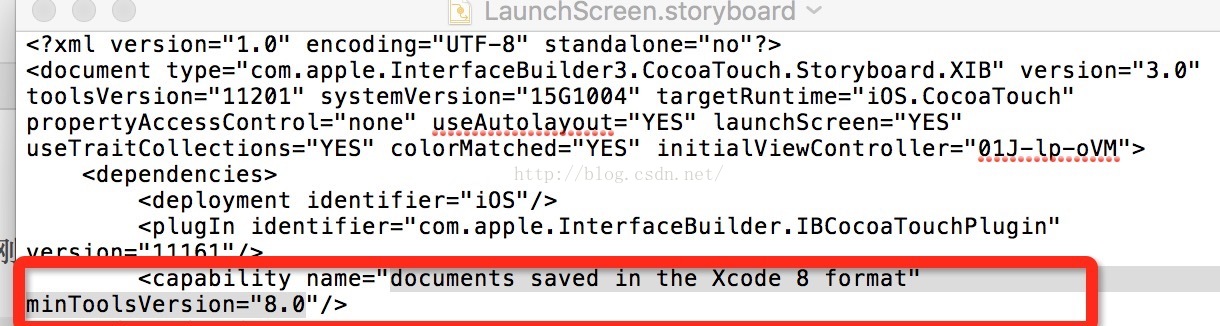 LaunchScreen.storyboard
<?xml version="1.0" encoding="UTF-8" standalone="no"?>
<document type="com.apple.InterfaceBuilder3.CocoaTouch.Storyboard.XIB" version="3.0"
toolsVersion="11201" systemVersion="15G1004" targetRuntime="iOS.CocoaTouch"
propertyAccessControl="none" useAutolayout="YES" launchScreen="YES"
useTraitCollections="YES" colorMatched="YES" initialViewController="01J-lp-oVM">
<dependencies>
http://blog.csdn.net/
<deployment identifier="iOS"/>
<plugIn identifier="com.apple.InterfaceBuilder.IBCocoaTouchPlugin"
version="11161"/>
<capability name="documents saved in the Xcode 8 format"
minToolsVersion="8.0"/>